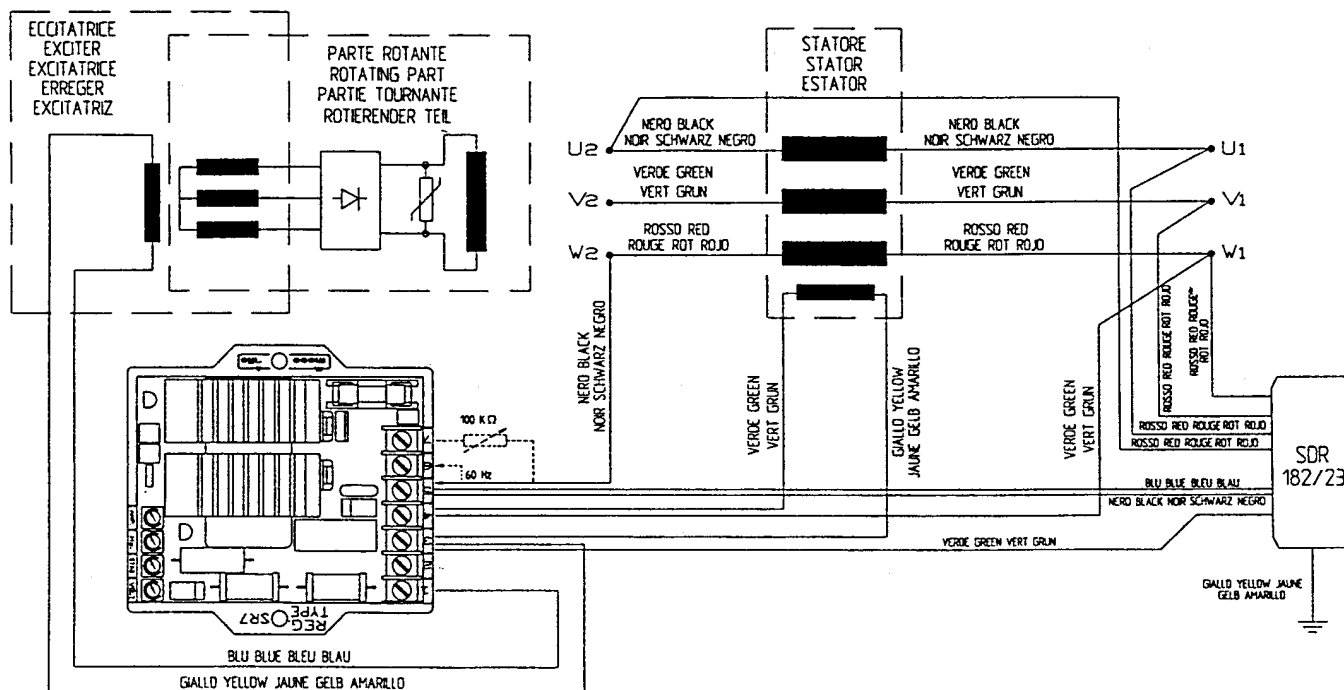 ECCITATRICE
EXCITER
EXCITATRICE
ERREGER
EXCITATRIZ
PARTE ROTANTE
ROTATING PART
PARTIE TOURNANTE
ROTIERENDER TEIL
STATORE
STATOR
ESTATOR
U2
NERO BLACK
NOIR SCHWARZ NEGRO
NERO BLACK
NOIR SCHWARZ NEGRO
U1
V2
VERDE GREEN
VERT GRUN
VERDE GREEN
VERT GRUN
V1
W2
ROSSO RED
ROUGE ROT ROJO
ROSSO RED
ROUGE ROT ROJO
W1
NERO BLACK
NOIR SCHWARZ NEGRO
VERDE GREEN
VERT GRUN
GIALLO YELLOW
JAUNE GELB AMARILLO
VERDE GREEN
VERT GRUN
ROSSO RED ROUGE ROT ROJO
ROSSO RED ROUGE
ROT ROJO
100 KΩ
60 Hz
ROSSO RED ROUGE ROT ROJO
ROSSO RED ROUGE ROT ROJO
SDR
182/23
BLU BLUE BLEU BLAU
NERO BLACK NOIR SCHWARZ NEGRO
VERDE GREEN VERT GRUN
GIALLO YELLOW JAUNE
GELB AMARILLO
REG
TYPE
SR7
BLU BLUE BLEU BLAU
GIALLO YELLOW JAUNE GELB AMARILLO